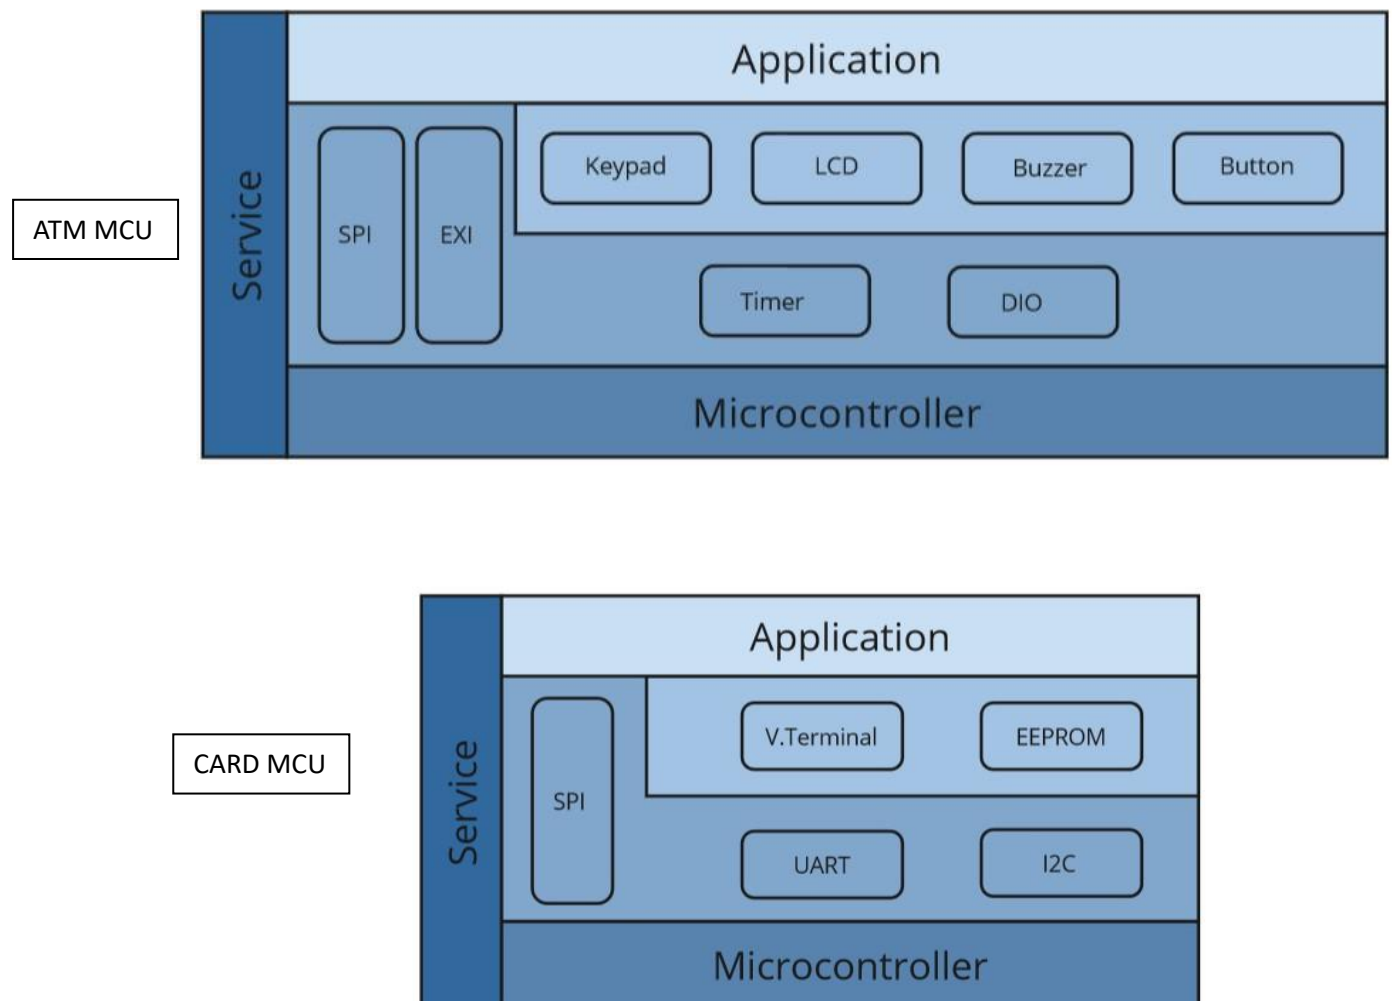 Application
Keypad
LCD
Buzzer
Button
ATM MCU
Service
SPI
EXI
Timer
DIO
Microcontroller
Application
V.Terminal
EEPROM
CARD MCU
Service
SPI
UART
I2C
Microcontroller